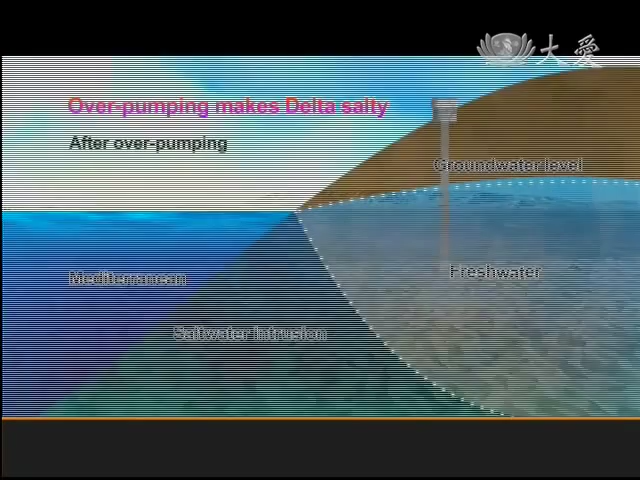 大愛
Over-pumping makes Delta salty
After over-pumping
Groundwater level
Freshwater
Mediterranean
Saltwater intrusion